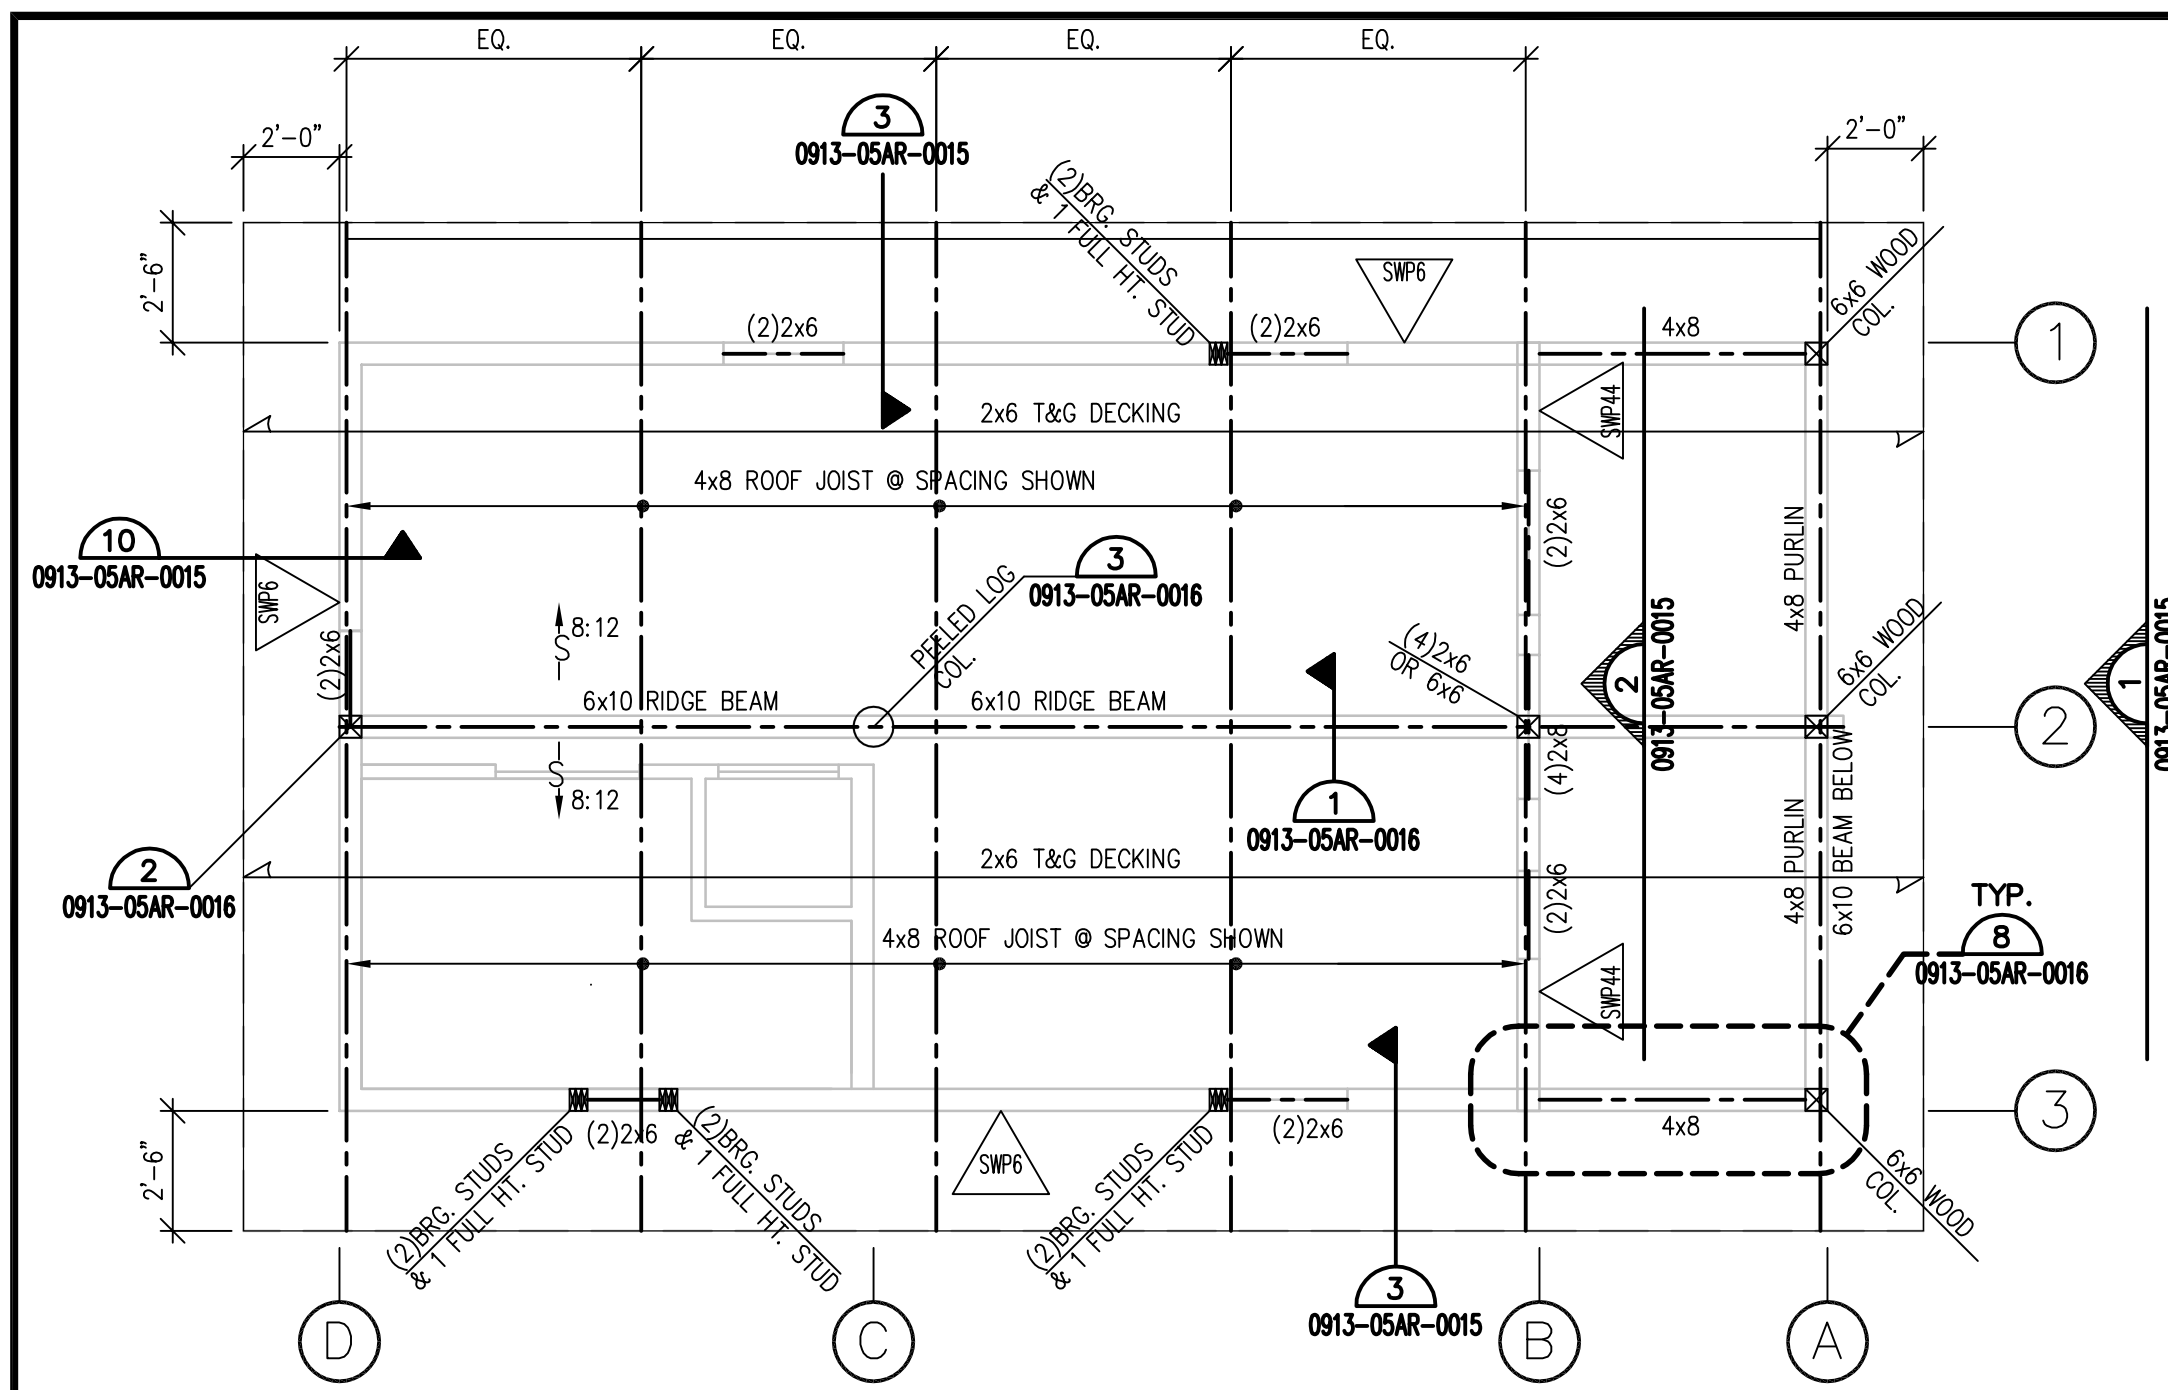 EQ.
EQ.
EQ.
EQ.
2'-0"
3
0913-05AR-0015
2'-0"
(2)BRG. STUDS
& 1 FULL HT. STUD
2'-6"
SWP6
6x6 WOOD
COL.
(2)2x6
(2)2x6
4x8
1
2x6 T&G DECKING
SWP44
4x8 ROOF JOIST @ SPACING SHOWN
10
0913-05AR-0015
SWP6
(2)2x6
3
0913-05AR-0016
PEELED LOG
COL.
4x8 PURLIN
8:12
S
(2)2x6
(4)2x6
OR 6x6
2
0913-05AR-0015
6x6 WOOD
COL.
1
0913-05AR-0015
6x10 RIDGE BEAM
6x10 RIDGE BEAM
2
S
8:12
(4)2x8
1
0913-05AR-0016
4x8 PURLIN
6x10 BEAM BELOW
2
0913-05AR-0016
2x6 T&G DECKING
(2)2x6
TYP.
8
0913-05AR-0016
4x8 ROOF JOIST @ SPACING SHOWN
SWP44
(2)2x6
(2)2x6
4x8
3
2'-6"
(2)BRG. STUDS
& 1 FULL HT. STUD
(2)BRG. STUDS
& 1 FULL HT. STUD
SWP6
(2)BRG. STUDS
& 1 FULL HT. STUD
6x6 WOOD
COL.
3
0913-05AR-0015
D
C
B
A